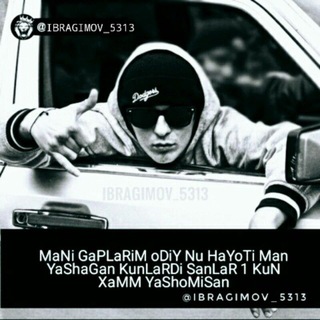 @IBRAGIMOV_5313
Dodgers
IBRAGIMOV_5313
MaNi GaPLaRiM oDiY Nu HaYoTi Man
YaShaGan KunLaRDi SanLaR 1 KuN
XaMM YaShoMiSan
@IBRAGIMOV_5313